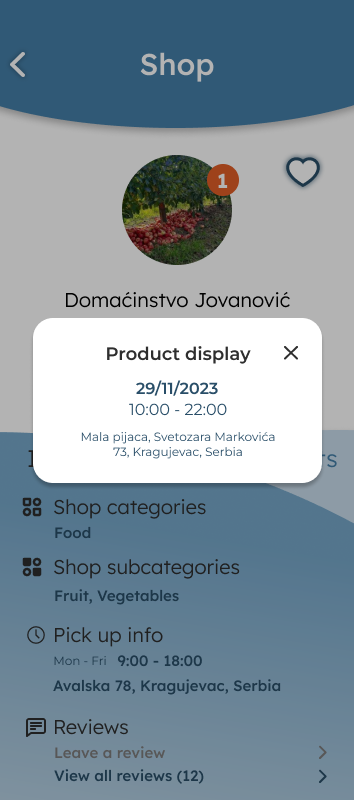 Shop
1
Domaćinstvo Jovanović
Product display
29/11/2023
10:00 - 22:00
Mala pijaca, Svetozara Markovića
73, Kragujevac, Serbia
Shop categories
Food
Shop subcategories
Fruit, Vegetables
Pick up info
Mon - Fri 9:00 - 18:00
Avalska 78, Kragujevac, Serbia
Reviews
Leave a review
View all reviews (12)